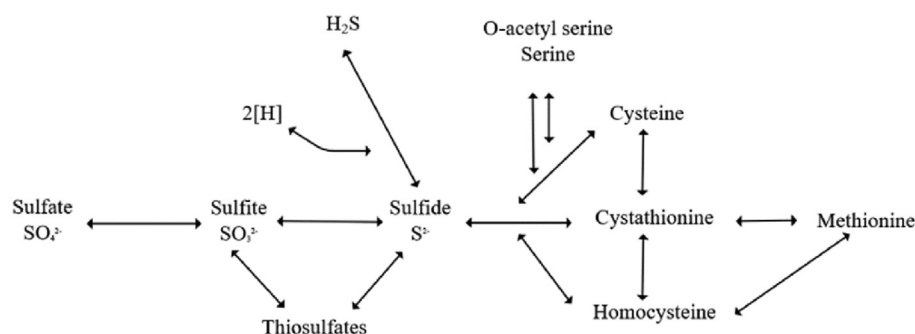 H₂S
O-acetyl serine
Serine
2[H]
Cysteine
Sulfate
SO₄²⁻
Sulfite
SO₃²⁻
Sulfide
S²⁻
Cystathionine
Methionine
Thiosulfates
Homocysteine